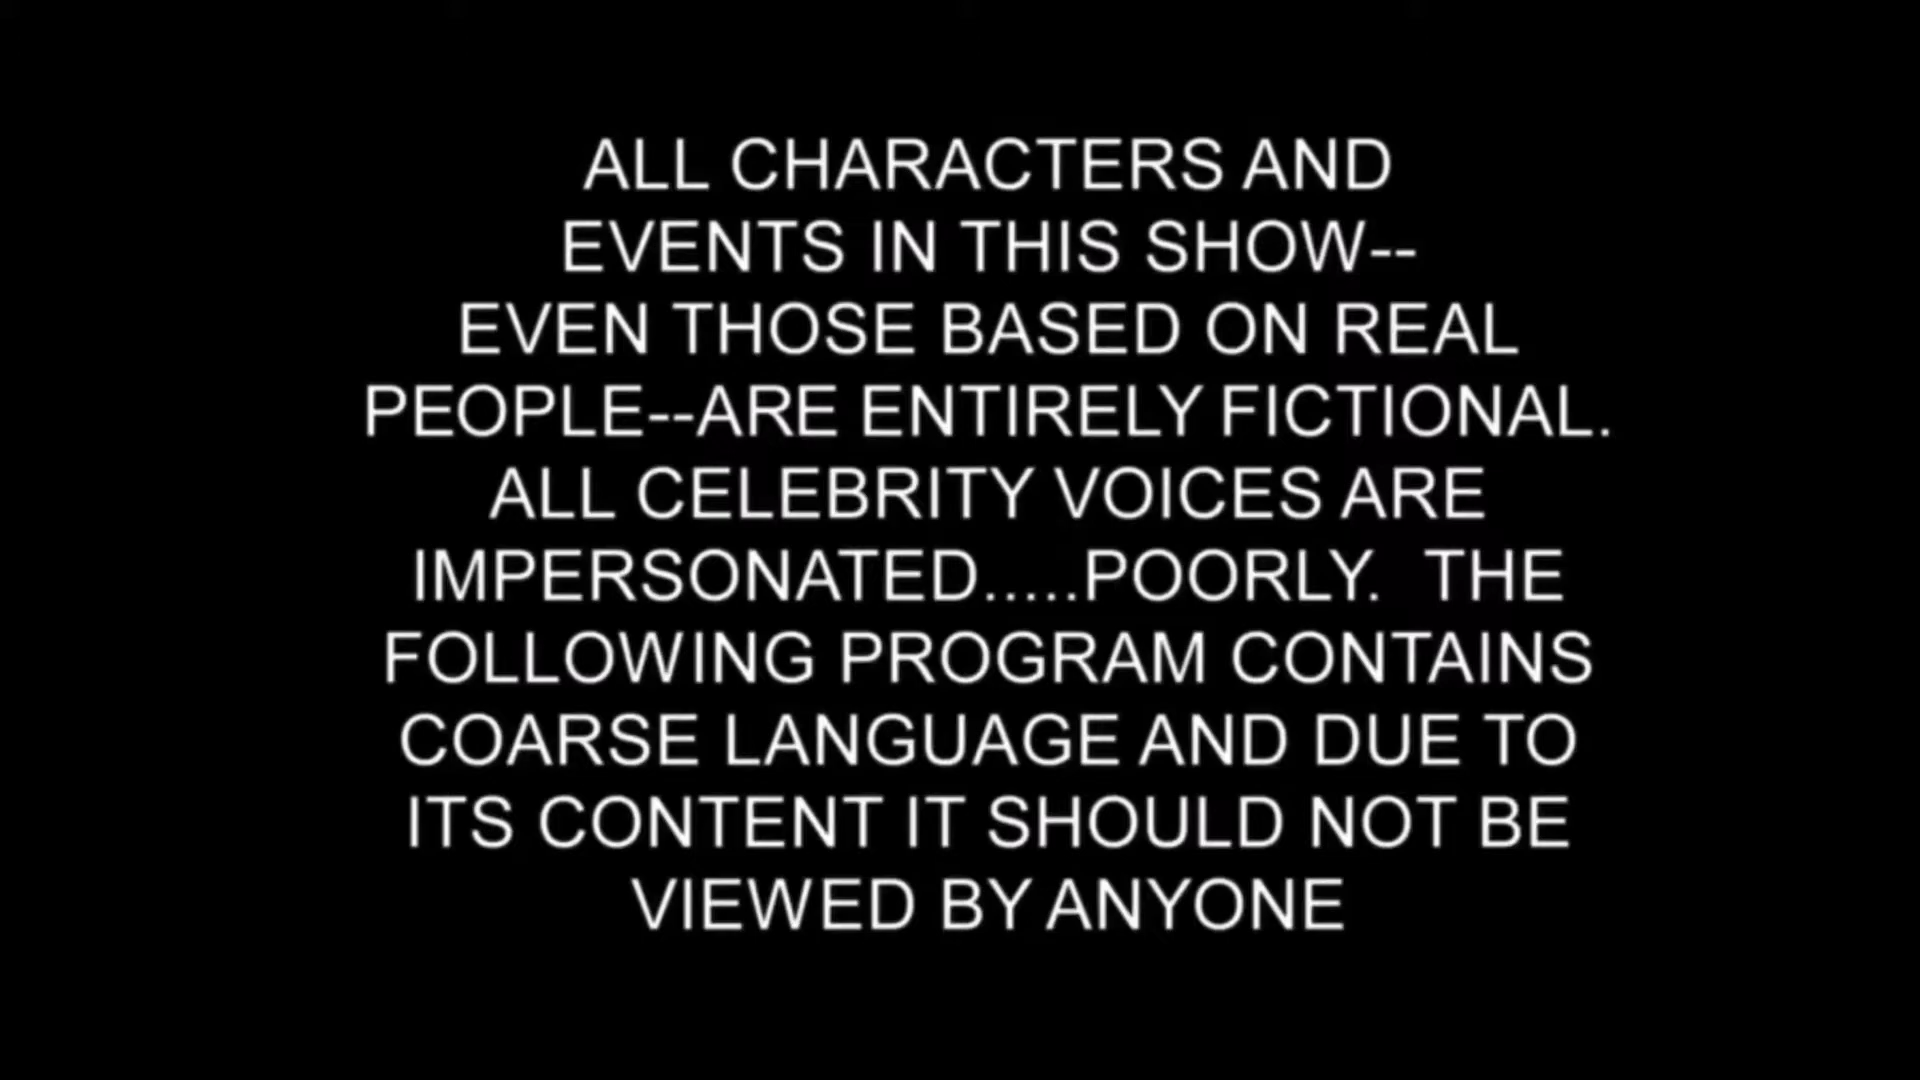 ALL CHARACTERS AND
EVENTS IN THIS SHOW--
EVEN THOSE BASED ON REAL
PEOPLE--ARE ENTIRELY FICTIONAL.
ALL CELEBRITY VOICES ARE
IMPERSONATED.....POORLY.  THE
FOLLOWING PROGRAM CONTAINS
COARSE LANGUAGE AND DUE TO
ITS CONTENT IT SHOULD NOT BE
VIEWED BY ANYONE